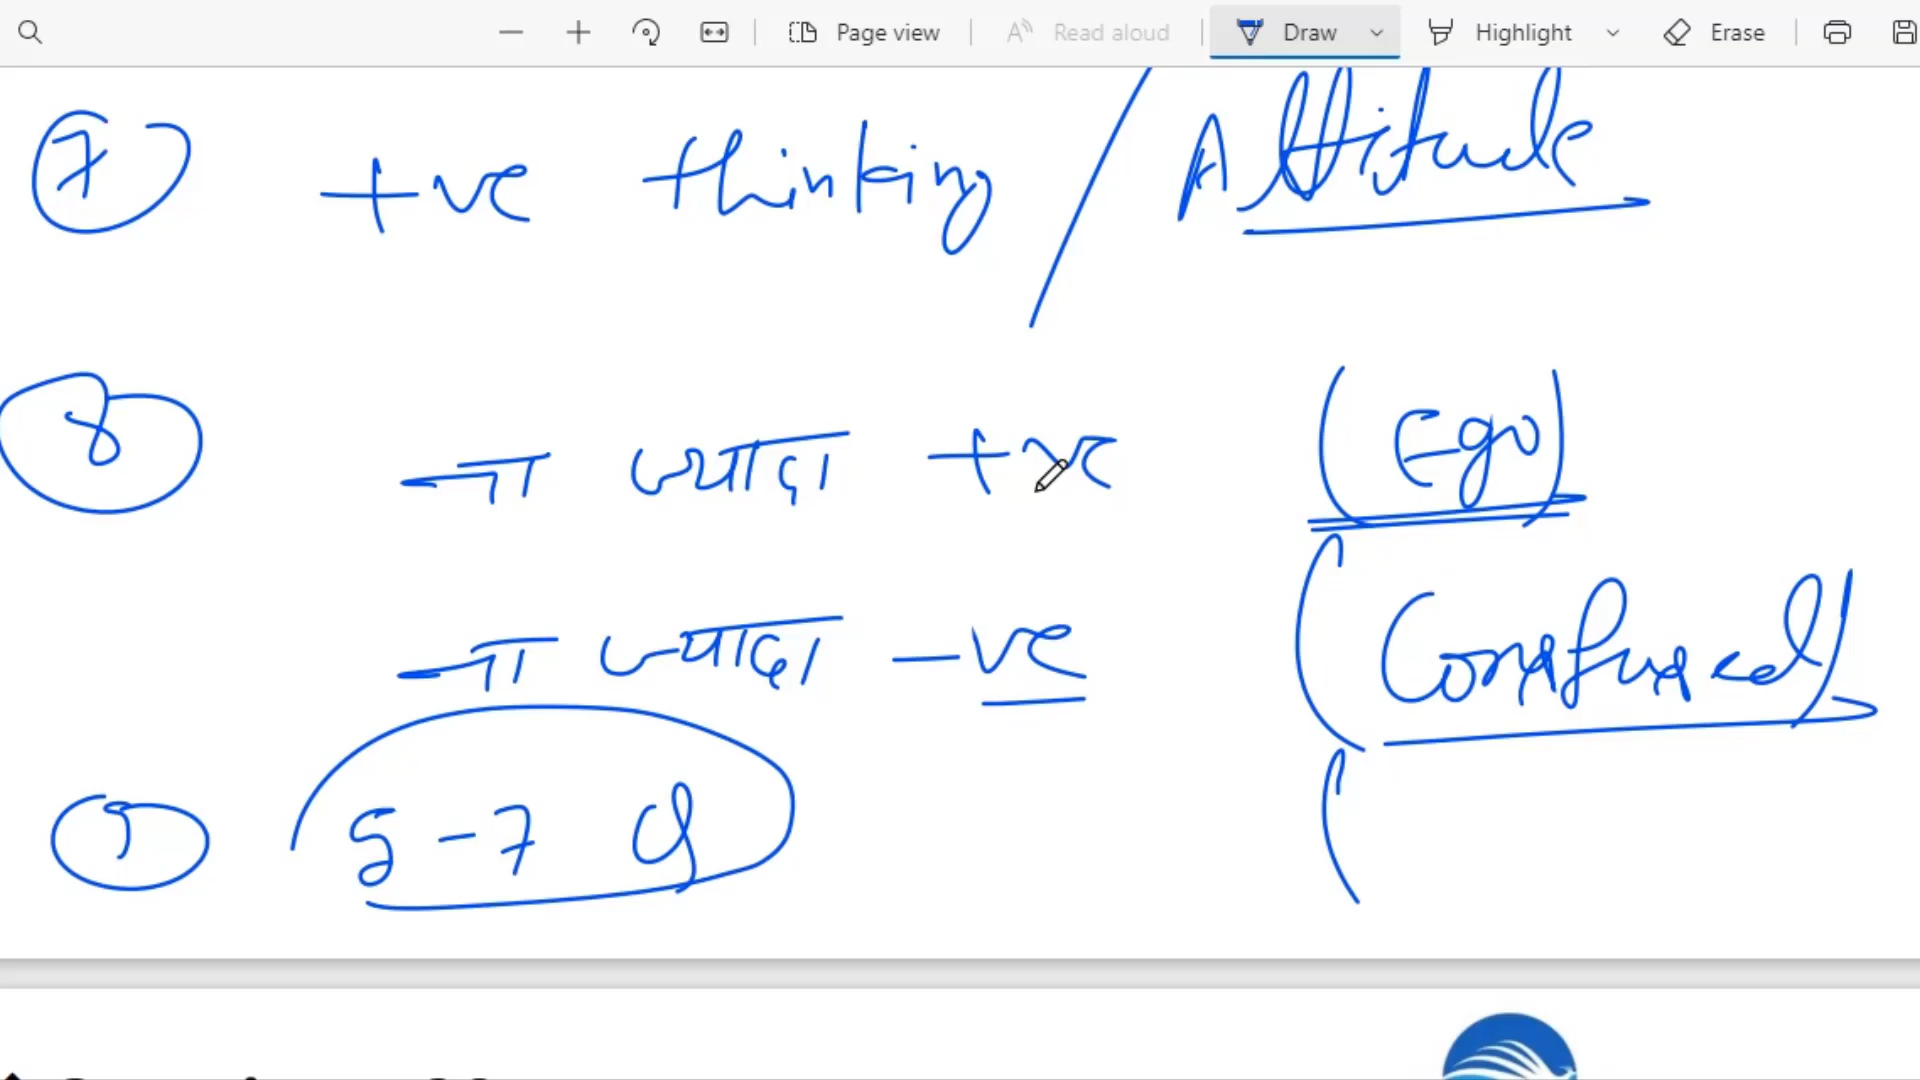 Page view Read aloud Draw Highlight Erase
7 +ve thinking / Attitude
8 ना ज्यादा +ve (Ego)
ना ज्यादा -ve (Confused)
9 5-7 Q (